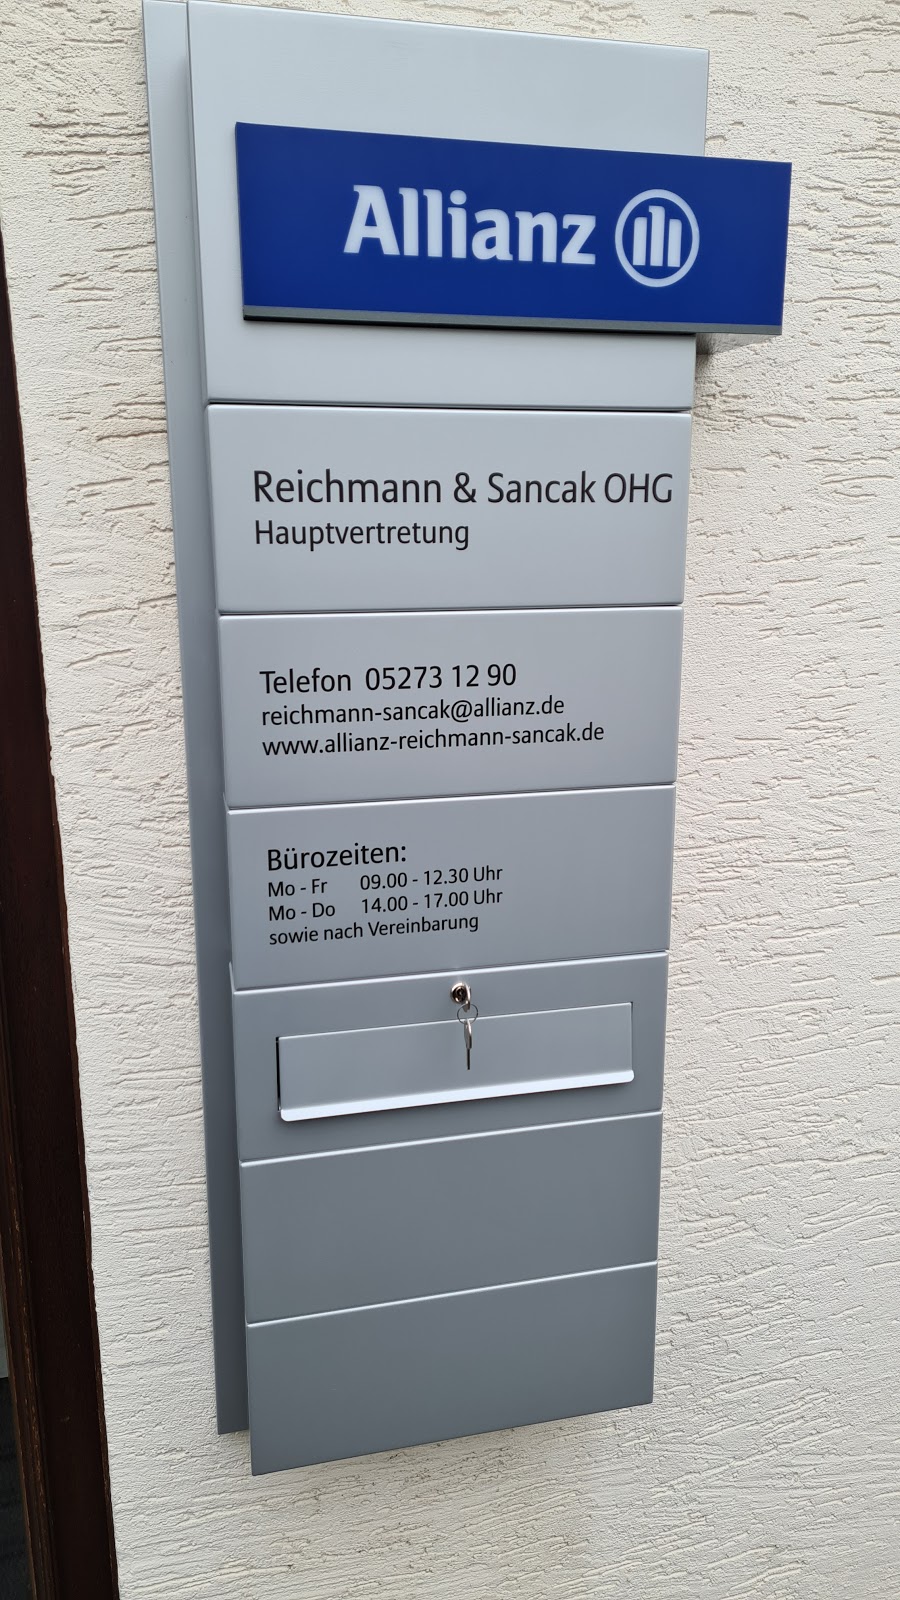 Allianz
Reichmann & Sancak OHG
Hauptvertretung
Telefon 05273 12 90
reichmann-sancak@allianz.de
www.allianz-reichmann-sancak.de
Bürozeiten:
Mo - Fr 09.00 - 12.30 Uhr
Mo - Do 14.00 - 17.00 Uhr
sowie nach Vereinbarung